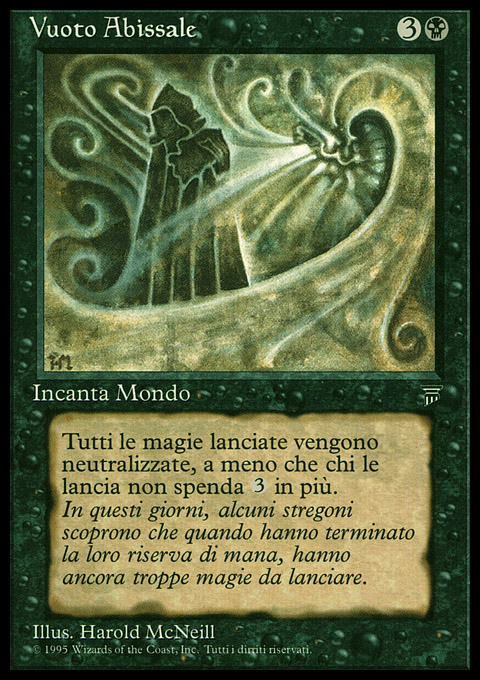 Vuoto Abissale 3
HM
Incanta Mondo
Tutti le magie lanciate vengono
neutralizzate, a meno che chi le
lancia non spenda 3 in più.
In questi giorni, alcuni stregoni
scoprono che quando hanno terminato
la loro riserva di mana, hanno
ancora troppe magie da lanciare.
Illus. Harold McNeill
© 1995 Wizards of the Coast, Inc. Tutti i diritti riservati.